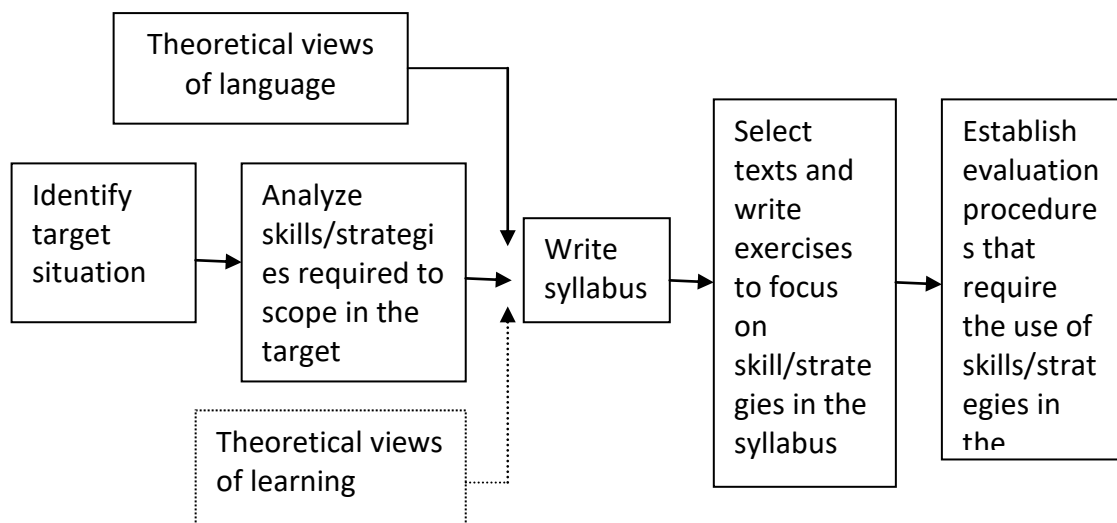 Theoretical views
of language
Identify
target
situation
Analyze
skills/strategi
es required to
scope in the
target
Theoretical views
of learning
Write
syllabus
Select
texts and
write
exercises
to focus
on
skill/strate
gies in the
syllabus
Establish
evaluation
procedure
s that
require
the use of
skills/strat
egies in
the